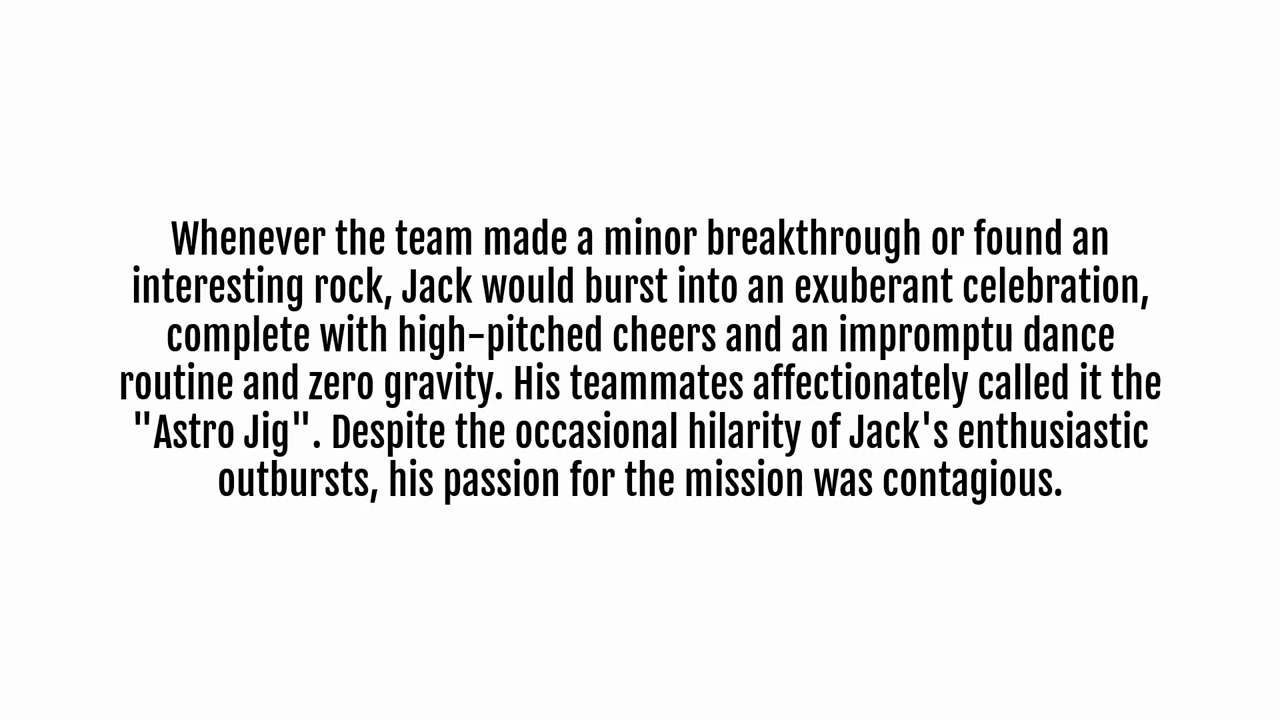 Whenever the team made a minor breakthrough or found an
interesting rock, Jack would burst into an exuberant celebration,
complete with high-pitched cheers and an impromptu dance
routine and zero gravity. His teammates affectionately called it the
"Astro Jig". Despite the occasional hilarity of Jack's enthusiastic
outbursts, his passion for the mission was contagious.